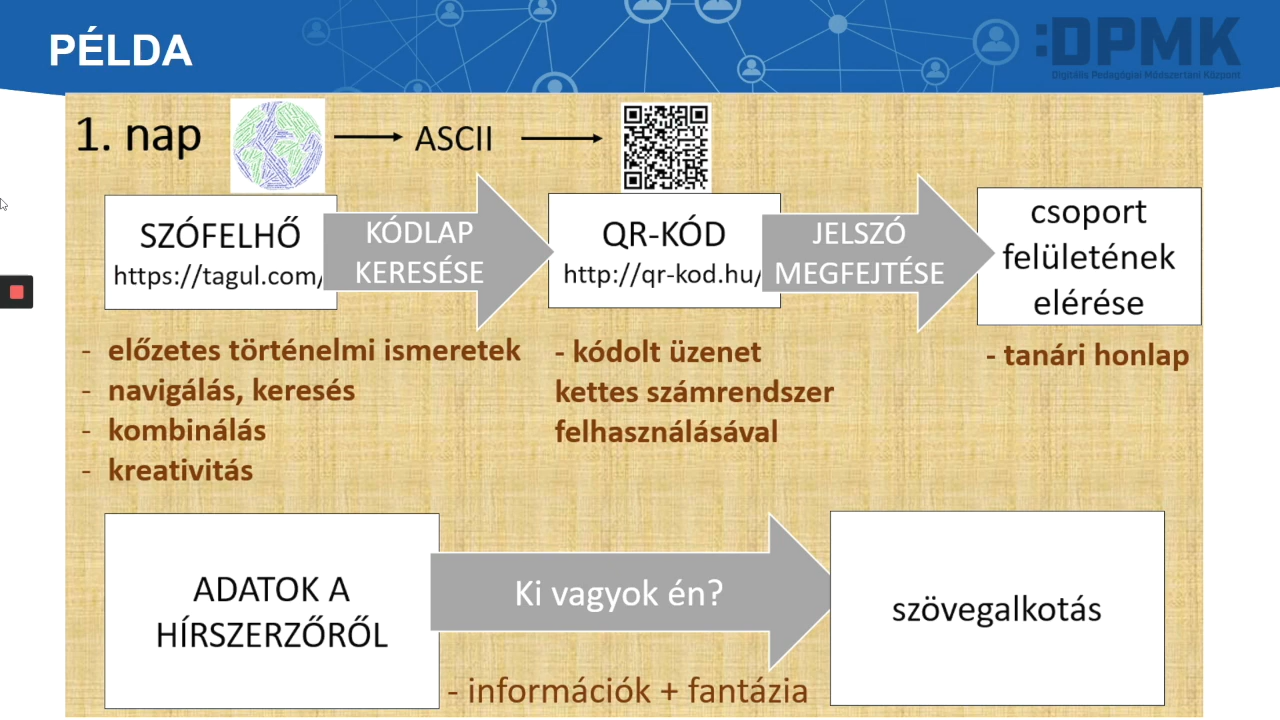 PÉLDA
:DPMK
Digitális Pedagógiai Módszertani Központ
1. nap
ASCII
SZÓFELHŐ
https://tagul.com/
KÓDLAP
KERESÉSE
QR-KÓD
http://qr-kod.hu/
JELSZÓ
MEGFEJTÉSE
csoport
felületének
elérése
- előzetes történelmi ismeretek
- navigálás, keresés
- kombinálás
- kreativitás
- kódolt üzenet
kettes számrendszer
felhasználásával
- tanári honlap
ADATOK A
HÍRSZERZŐRŐL
Ki vagyok én?
szövegalkotás
- információk + fantázia